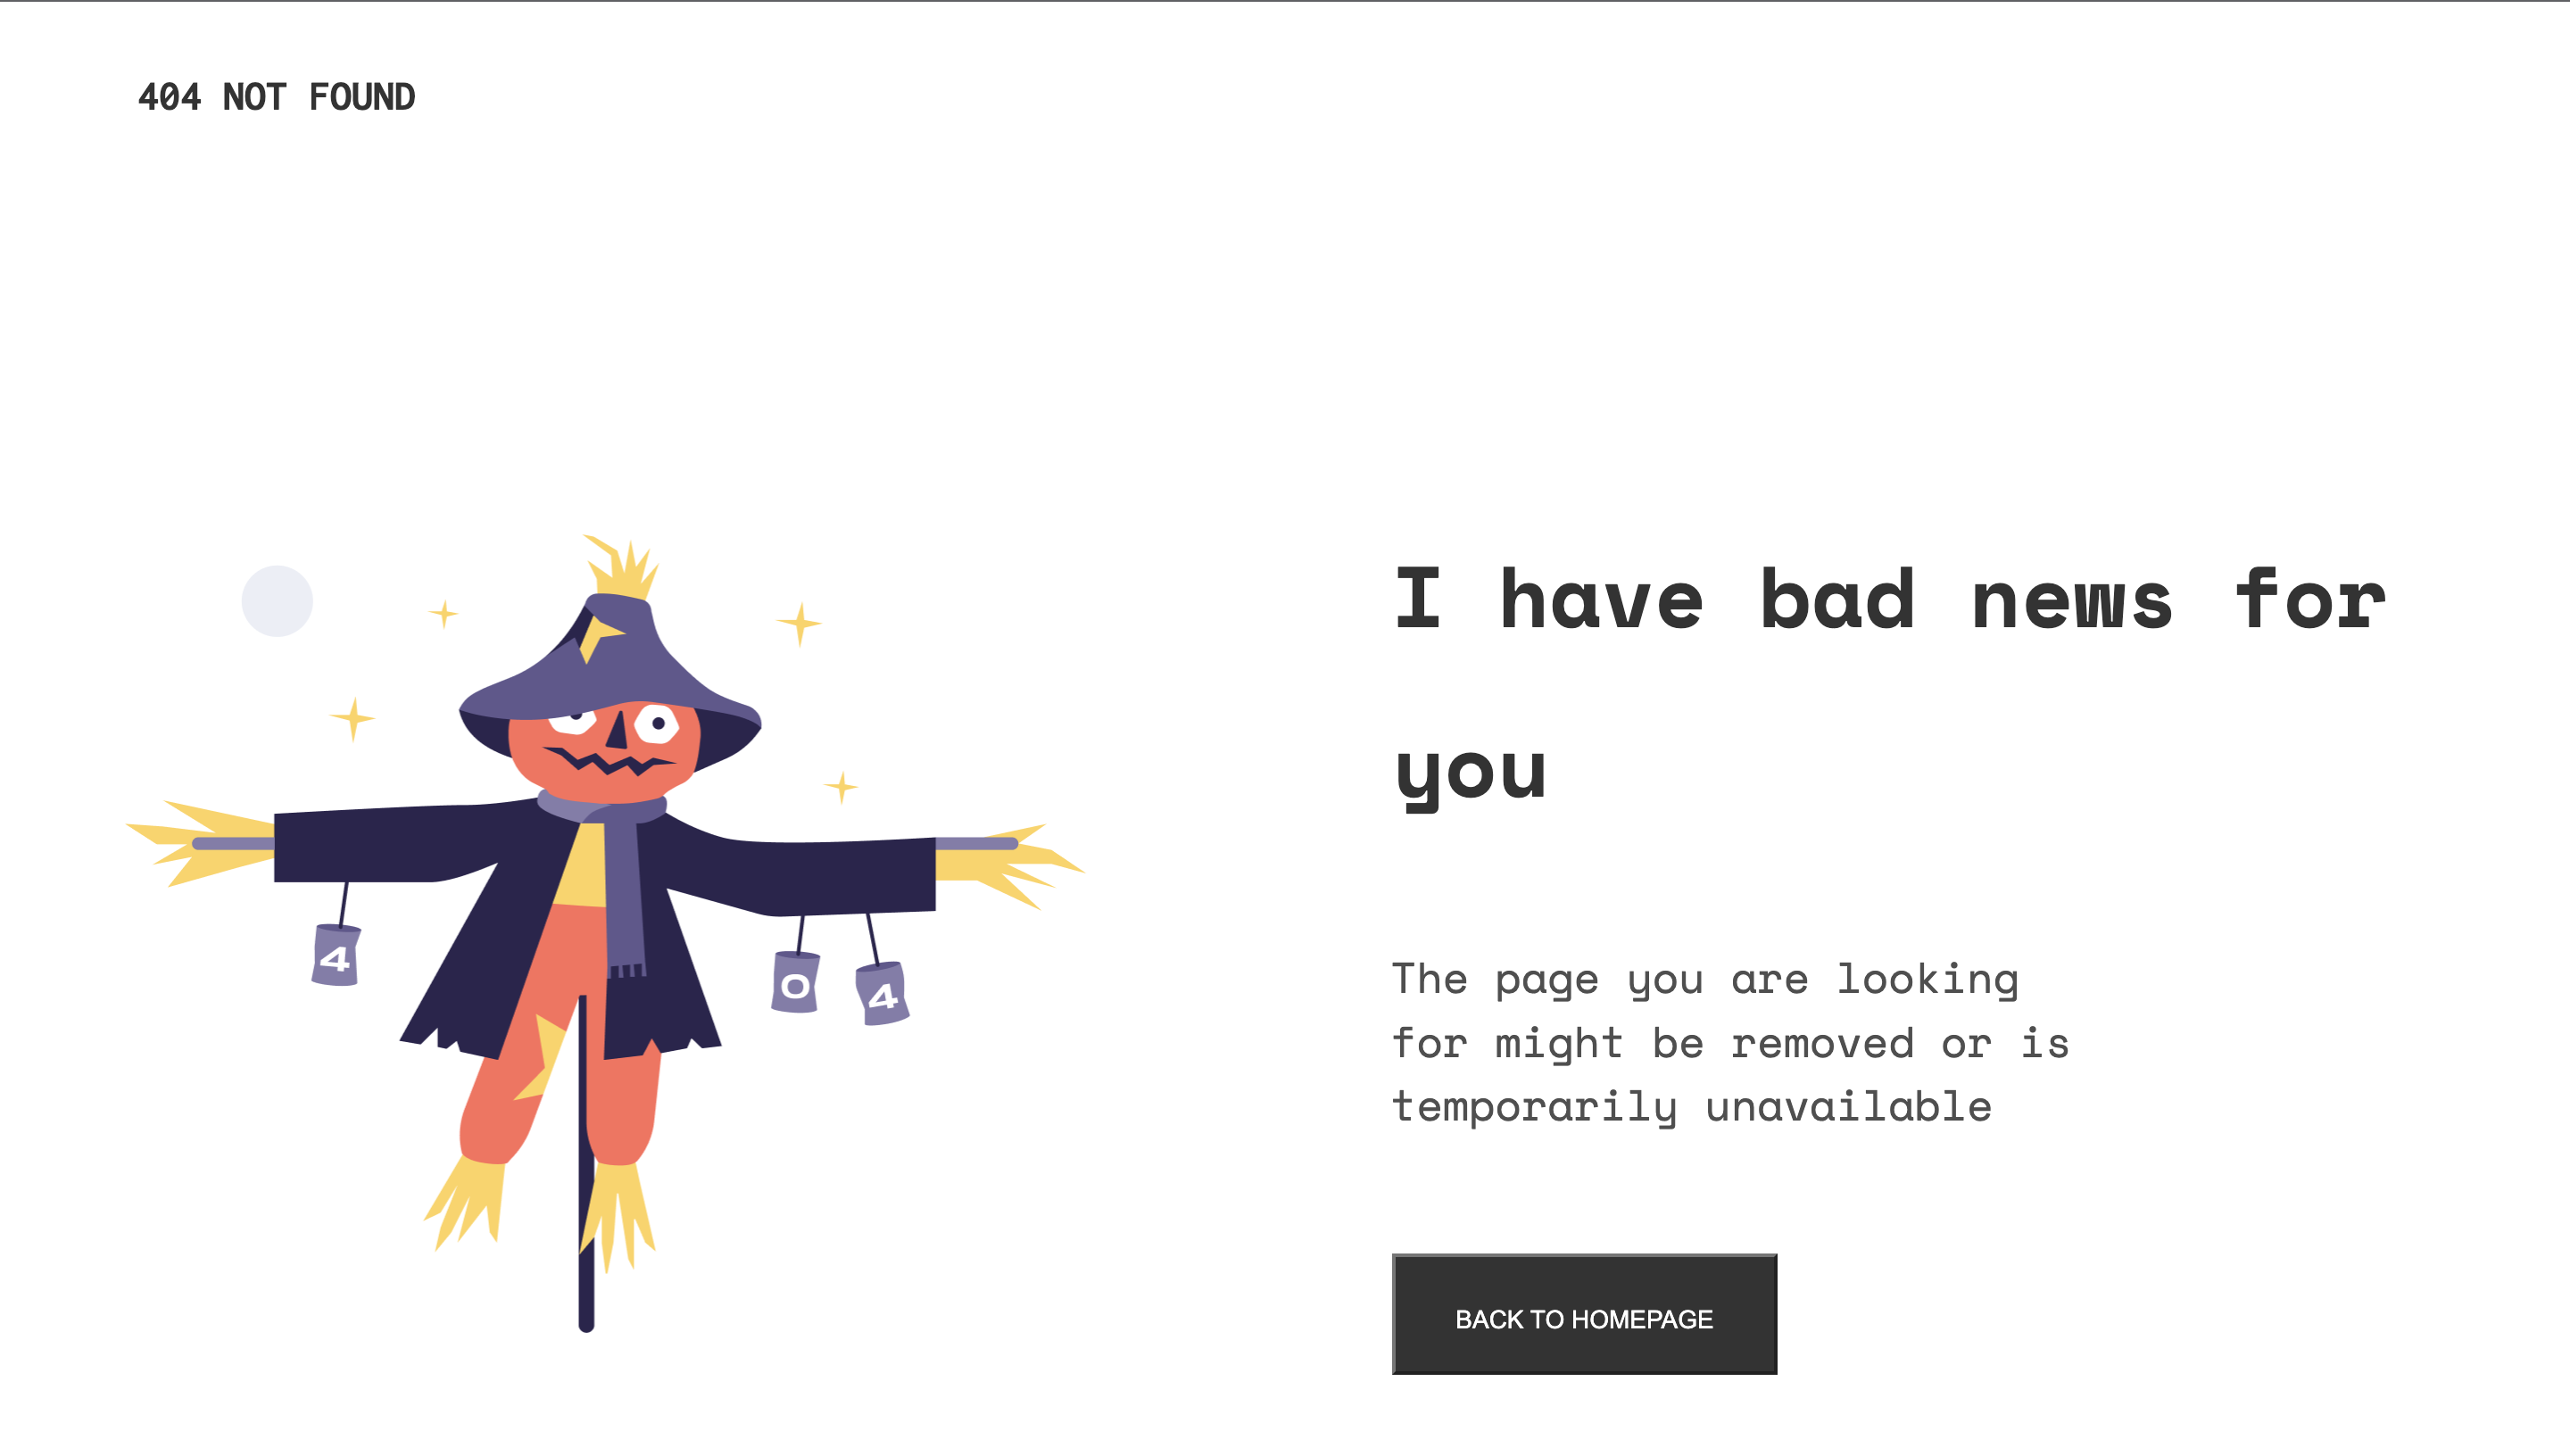 404 NOT FOUND
I have bad news for
you
4
0
4
The page you are looking
for might be removed or is
temporarily unavailable
BACK TO HOMEPAGE